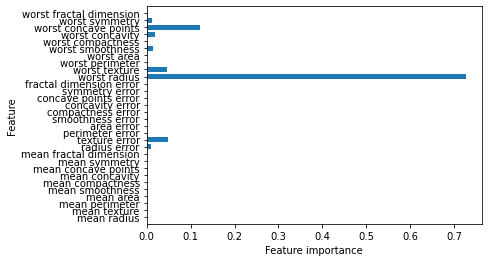 worst fractal dimension
worst symmetry
worst concave points
worst concavity
worst compactness
worst smoothness
worst area
worst perimeter
worst texture
worst radius
fractal dimension error
symmetry error
concave points error
concavity error
compactness error
smoothness error
area error
perimeter error
texture error
radius error
mean fractal dimension
mean symmetry
mean concave points
mean concavity
mean compactness
mean smoothness
mean area
mean perimeter
mean texture
mean radius
Feature
0.0 0.1 0.2 0.3 0.4 0.5 0.6 0.7
Feature importance